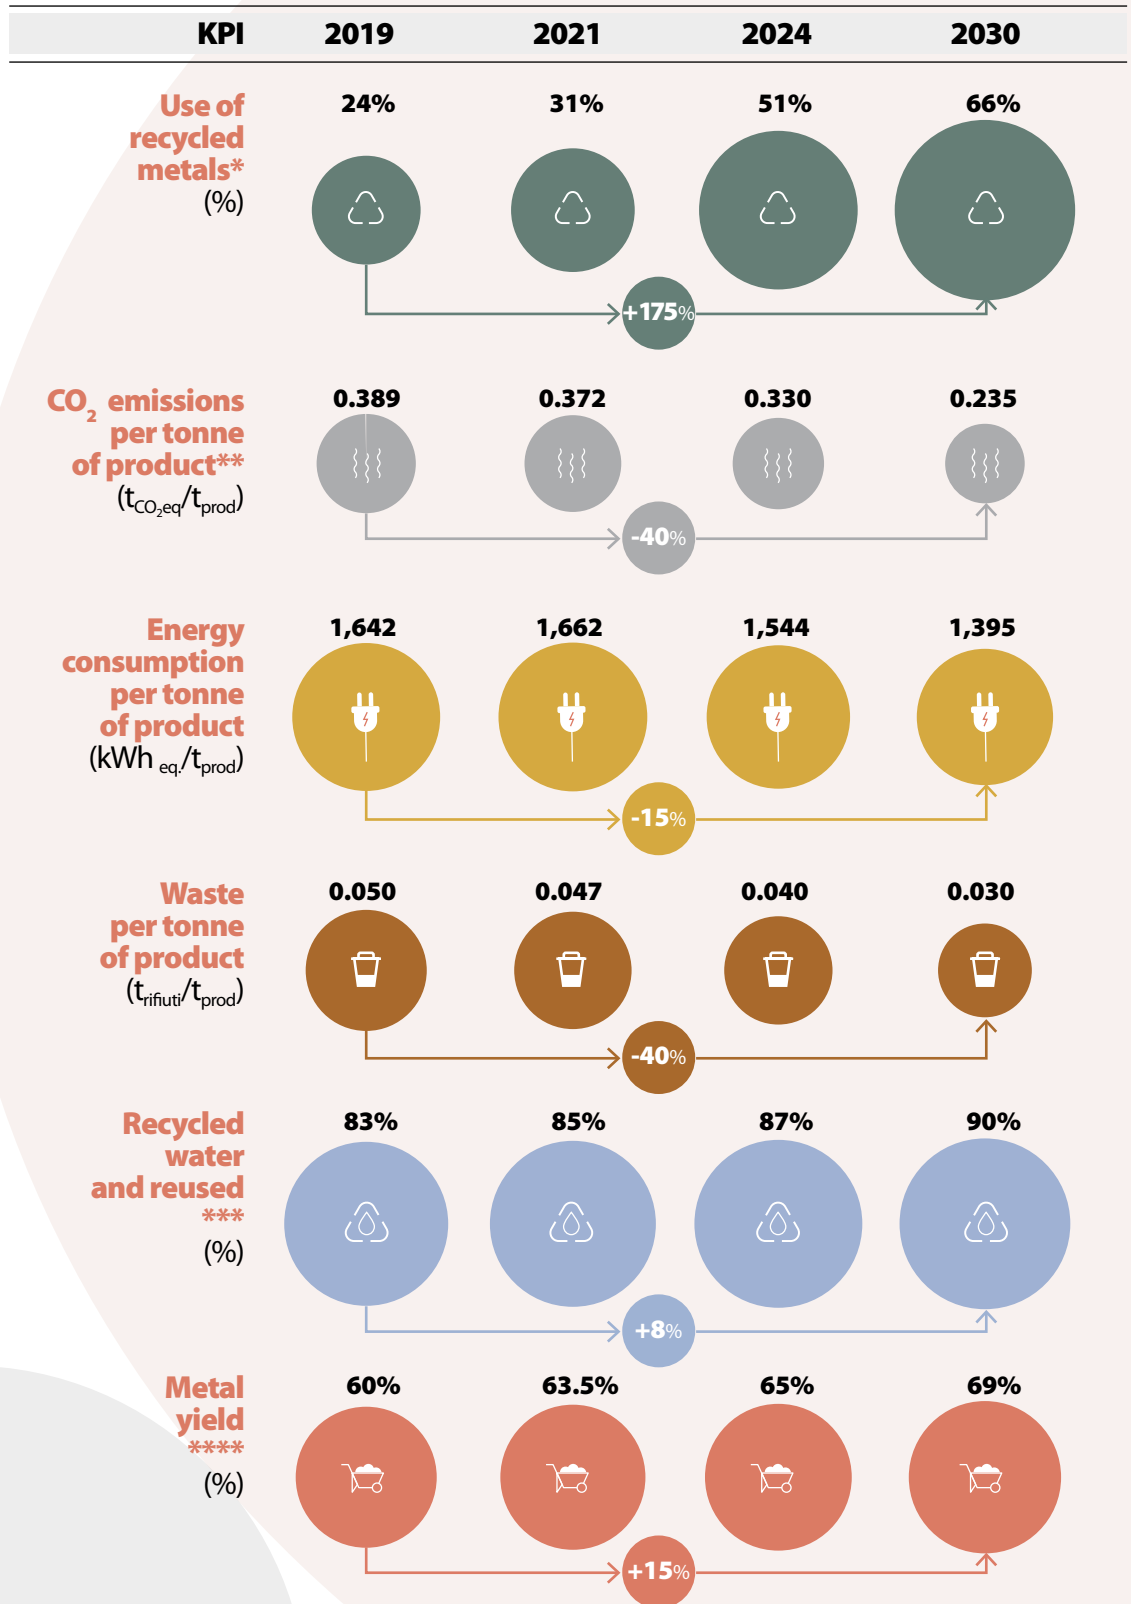 KPI 2019 2021 2024 2030
Use of 24% 31% 51% 66%
recycled
metals*
(%)
+175%
CO2 emissions 0.389 0.372 0.330 0.235
per tonne
of product**
(tCO2eq/tprod)
-40%
Energy 1,642 1,662 1,544 1,395
consumption
per tonne
of product
(kWh eq./tprod)
-15%
Waste 0.050 0.047 0.040 0.030
per tonne
of product
(trifiuti/tprod)
-40%
Recycled 83% 85% 87% 90%
water
and reused
***
(%)
+8%
Metal 60% 63.5% 65% 69%
yield
****
(%)
+15%